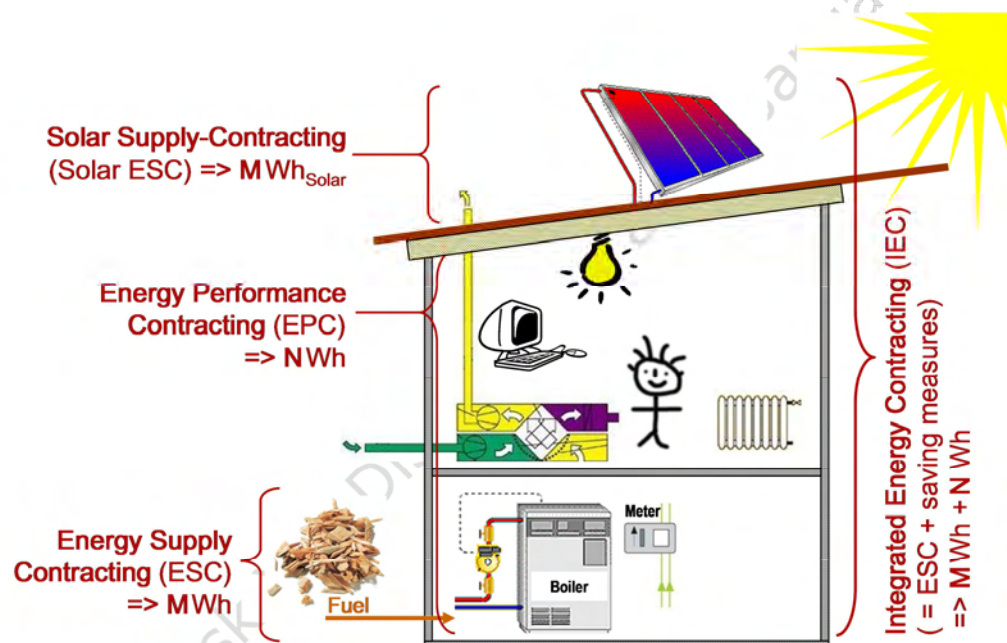 Solar Supply-Contracting
(Solar ESC) => MWh_Solar
Energy Performance
Contracting (EPC)
=> NWh
Energy Supply
Contracting (ESC)
=> MWh
Fuel
Boiler
Meter
Integrated Energy Contracting (IEC)
( = ESC + saving measures)
=> MWh + NWh